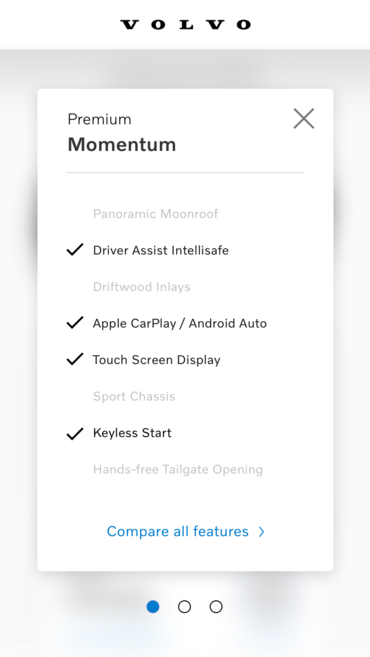 VOLVO
Premium
Momentum
Panoramic Moonroof
Driver Assist Intellisafe
Driftwood Inlays
Apple CarPlay / Android Auto
Touch Screen Display
Sport Chassis
Keyless Start
Hands-free Tailgate Opening
Compare all features